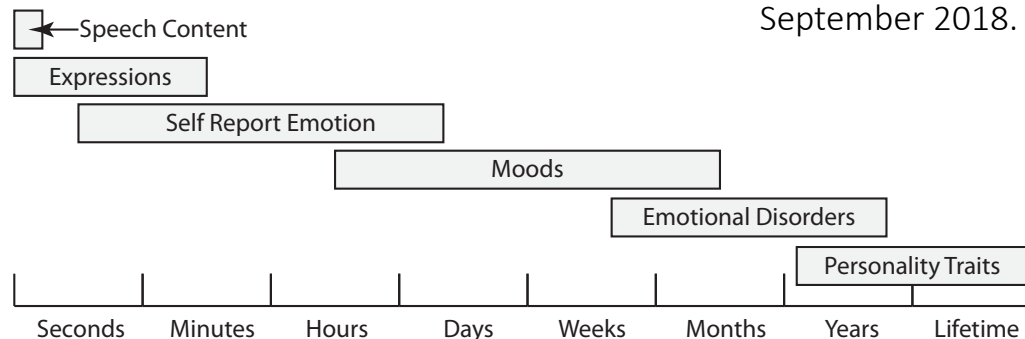 September 2018.
Speech Content
Expressions
Self Report Emotion
Moods
Emotional Disorders
Personality Traits
Seconds Minutes Hours Days Weeks Months Years Lifetime